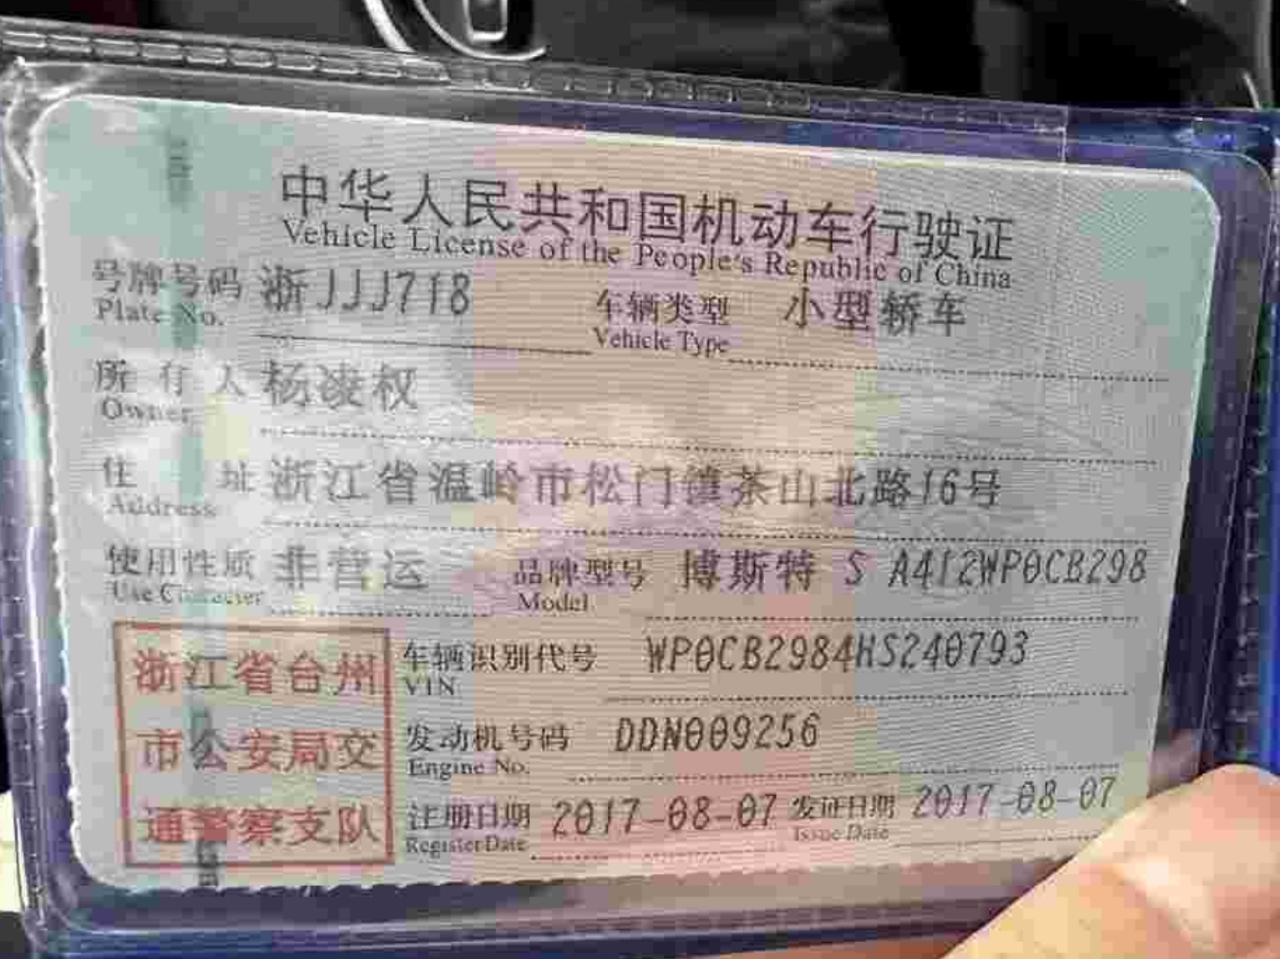 中华人民共和国机动车行驶证
Vehicle License of the People's Republic of China
号牌号码 浙JJJ718 车辆类型 小型轿车
Plate No. Vehicle Type
所有人 杨凌权
Owner
住址 浙江省温岭市松门镇茶山北路16号
Address
使用性质 非营运 品牌型号 博斯特 S A412WP0CB298
Use Character Model
浙江省台州
市公安局交
通警察支队
车辆识别代号 WP0CB2984HS240793
VIN
发动机号码 DDN009256
Engine No.
注册日期 2017-08-07 发证日期 2017-08-07
Register Date Issue Date